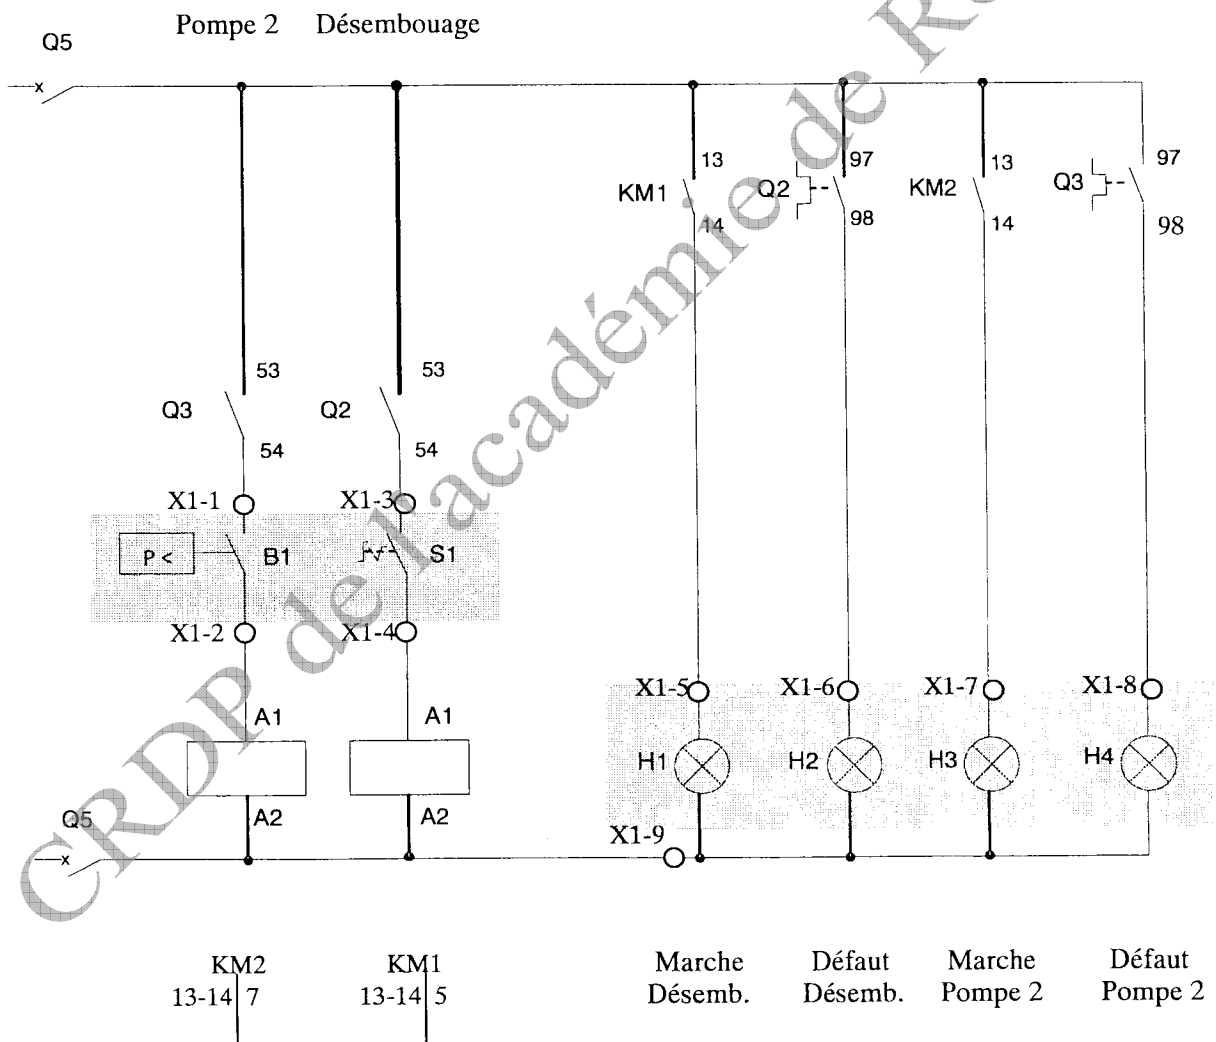 Pompe 2 Désembouage
Q5
13
97
13
97
KM1
Q2
KM2
Q3
14
98
14
98
53
53
Q3
Q2
54
54
X1-1
X1-3
P <
B1
S1
X1-2
X1-4
X1-5
X1-6
X1-7
X1-8
A1
A1
H1
H2
H3
H4
A2
A2
Q5
X1-9
KM2
13-14 7
KM1
13-14 5
Marche
Désemb.
Défaut
Désemb.
Marche
Pompe 2
Défaut
Pompe 2
CRDP de l'académie de